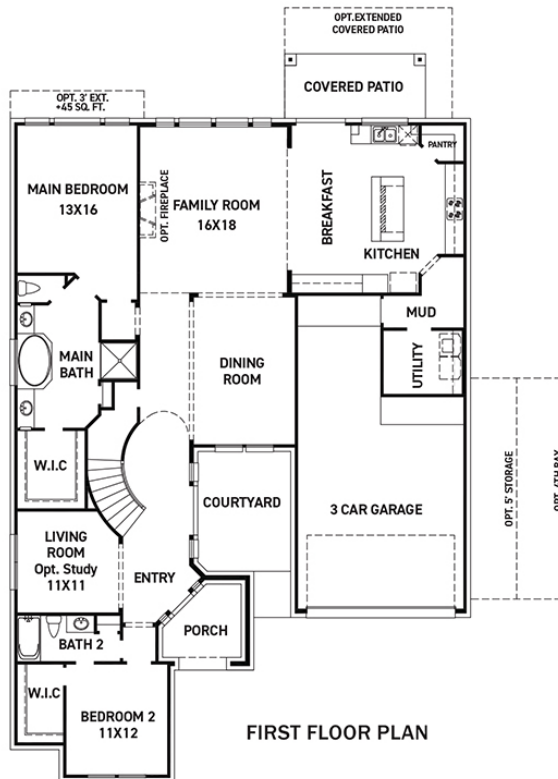 OPT.EXTENDED
COVERED PATIO
COVERED PATIO
OPT. 3' EXT.
+45 SQ. FT.
MAIN BEDROOM
13X16
OPT. FIREPLACE
FAMILY ROOM
16X18
BREAKFAST
PANTRY
KITCHEN
MUD
UTILITY
MAIN
BATH
DINING
ROOM
W.I.C
COURTYARD
3 CAR GARAGE
OPT. 5' STORAGE
LIVING
ROOM
Opt. Study
11X11
ENTRY
PORCH
BATH 2
W.I.C
BEDROOM 2
11X12
FIRST FLOOR PLAN